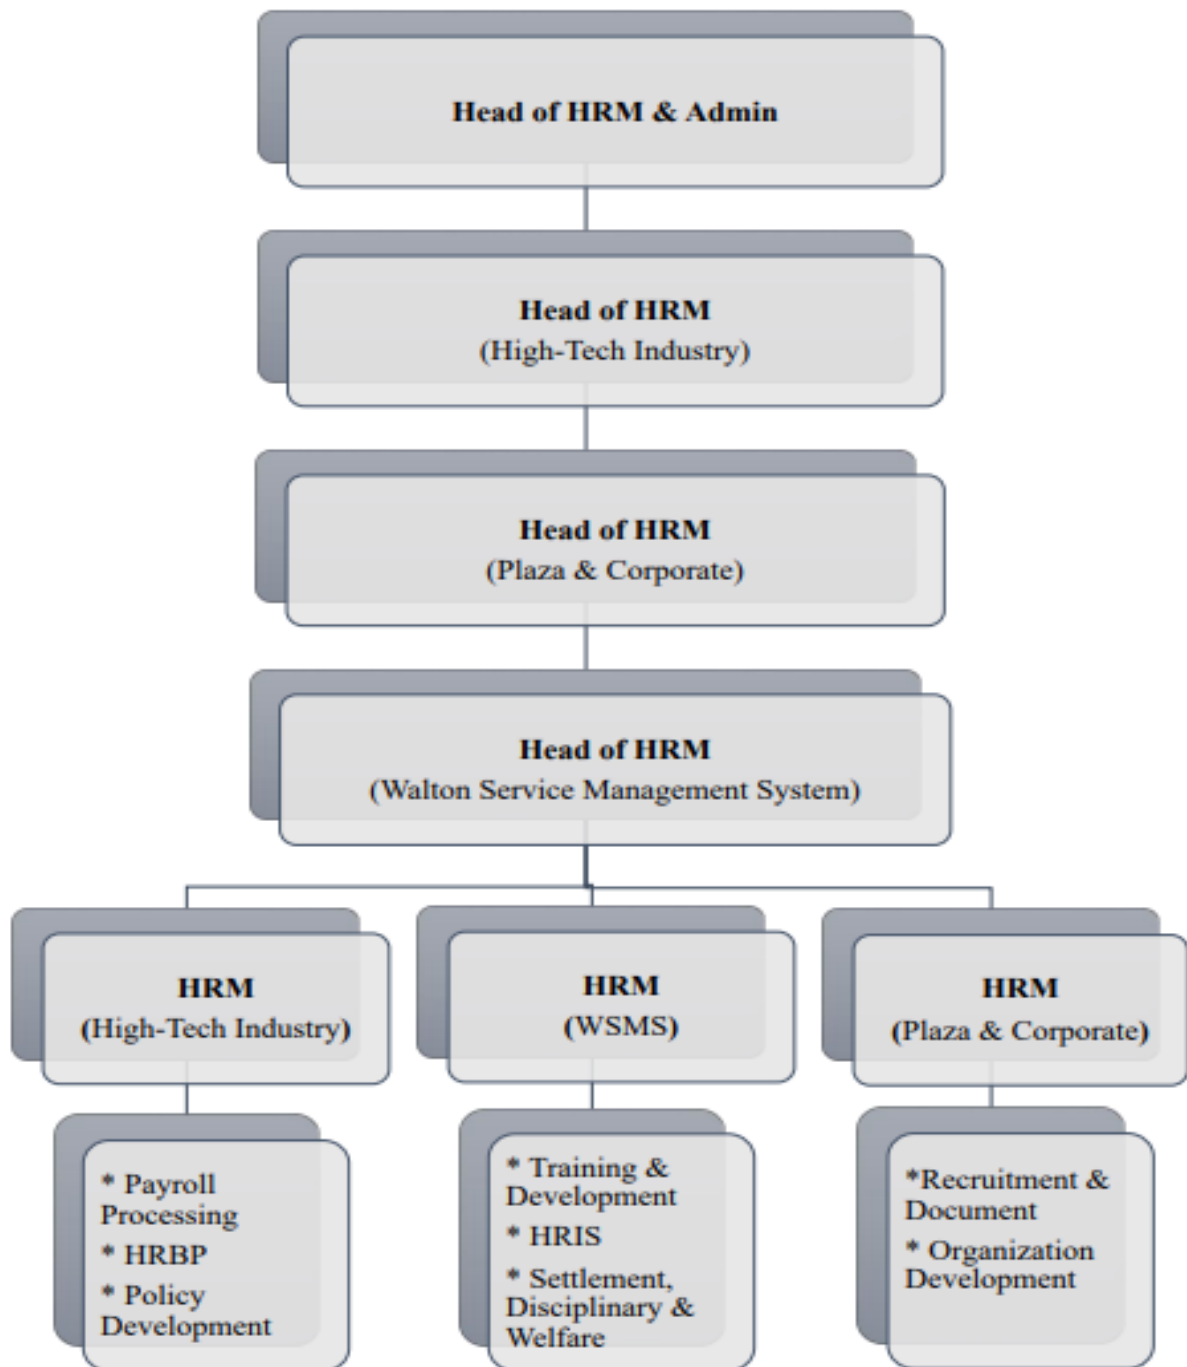 Head of HRM & Admin
Head of HRM
(High-Tech Industry)
Head of HRM
(Plaza & Corporate)
Head of HRM
(Walton Service Management System)
HRM
(High-Tech Industry)
HRM
(WSMS)
HRM
(Plaza & Corporate)
* Payroll
Processing
* HRBP
* Policy
Development
* Training &
Development
* HRIS
* Settlement,
Disciplinary &
Welfare
*Recruitment &
Document
* Organization
Development